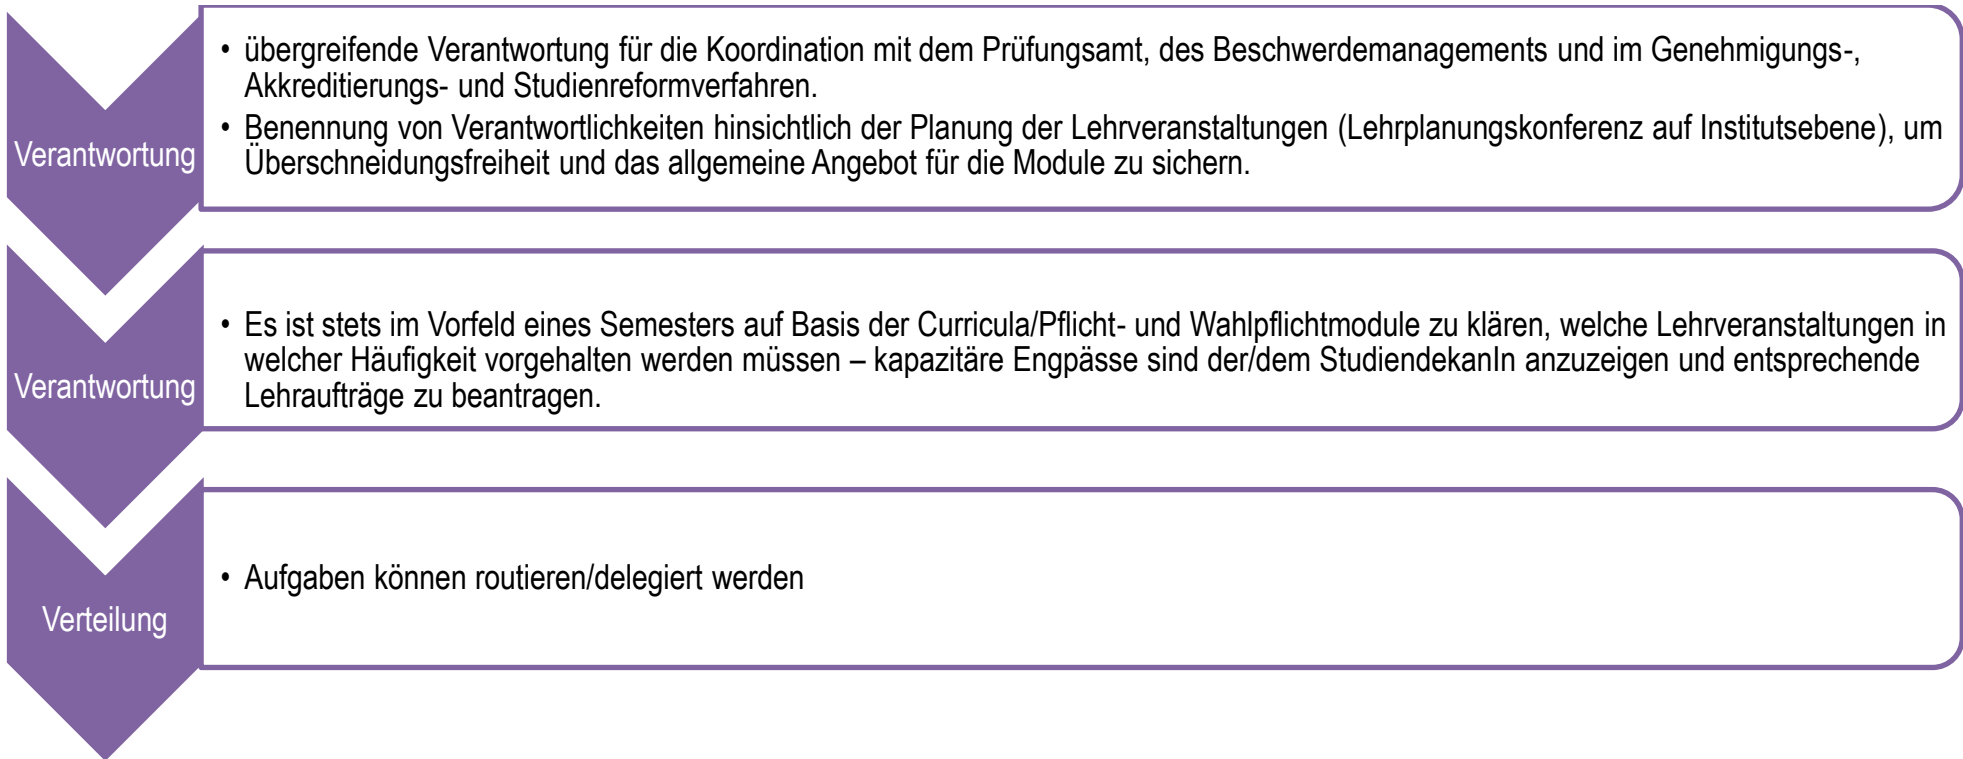 Verantwortung
• übergreifende Verantwortung für die Koordination mit dem Prüfungsamt, des Beschwerdemanagements und im Genehmigungs-,
Akkreditierungs- und Studienreformverfahren.
• Benennung von Verantwortlichkeiten hinsichtlich der Planung der Lehrveranstaltungen (Lehrplanungskonferenz auf Institutsebene), um
Überschneidungsfreiheit und das allgemeine Angebot für die Module zu sichern.
Verantwortung
• Es ist stets im Vorfeld eines Semesters auf Basis der Curricula/Pflicht- und Wahlpflichtmodule zu klären, welche Lehrveranstaltungen in
welcher Häufigkeit vorgehalten werden müssen – kapazitäre Engpässe sind der/dem StudiendekanIn anzuzeigen und entsprechende
Lehraufträge zu beantragen.
Verteilung
• Aufgaben können routieren/delegiert werden